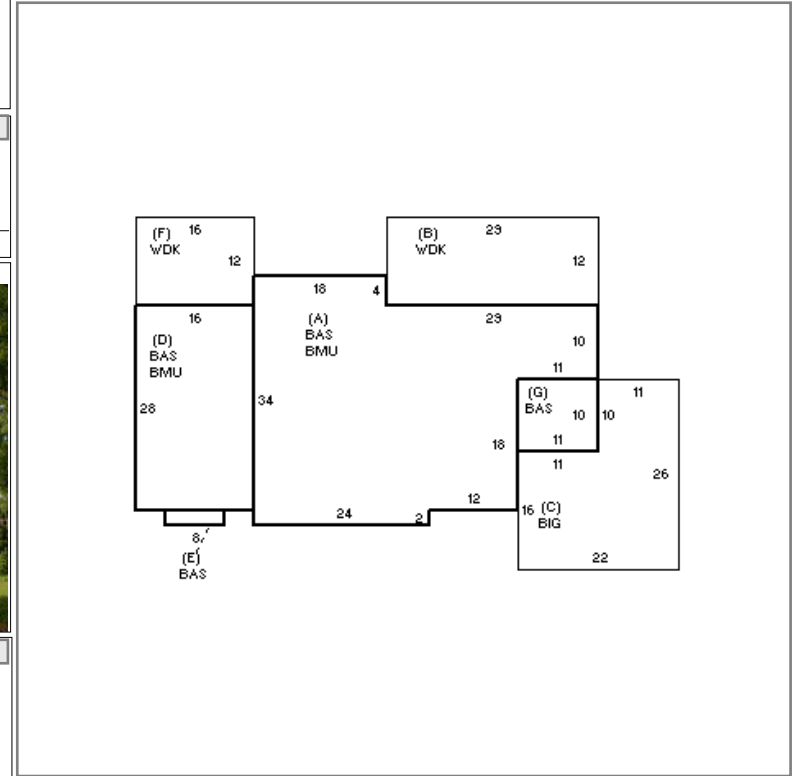 (F) 16
WDK
12
(B) 29
WDK
12
18 4
16
(A)
BAS
BMU
29
(D)
BAS
BMU
10
11
(G)
BAS
10
10
11
11
28
34
18
11
26
12
24
2
16 (C)
BIG
8
(E)
BAS
22